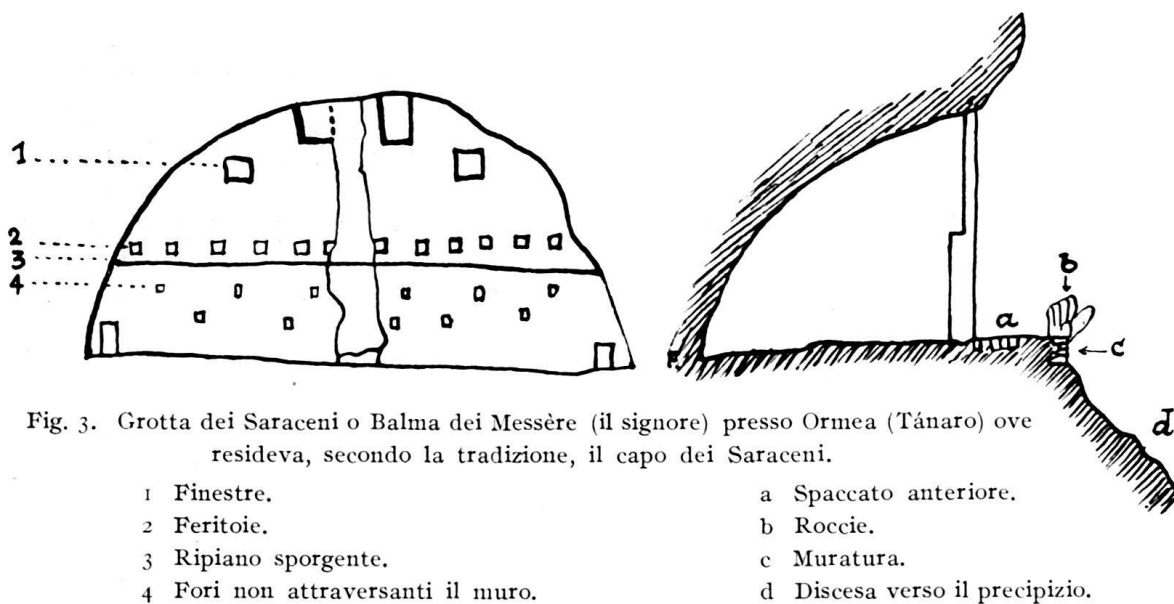 1
2
3
4
a
b
c
d
Fig. 3. Grotta dei Saraceni o Balma dei Messère (il signore) presso Ormea (Tánaro) ove
resideva, secondo la tradizione, il capo dei Saraceni.
1 Finestre.
2 Feritoie.
3 Ripiano sporgente.
4 Fori non attraversanti il muro.
a Spaccato anteriore.
b Roccie.
c Muratura.
d Discesa verso il precipizio.